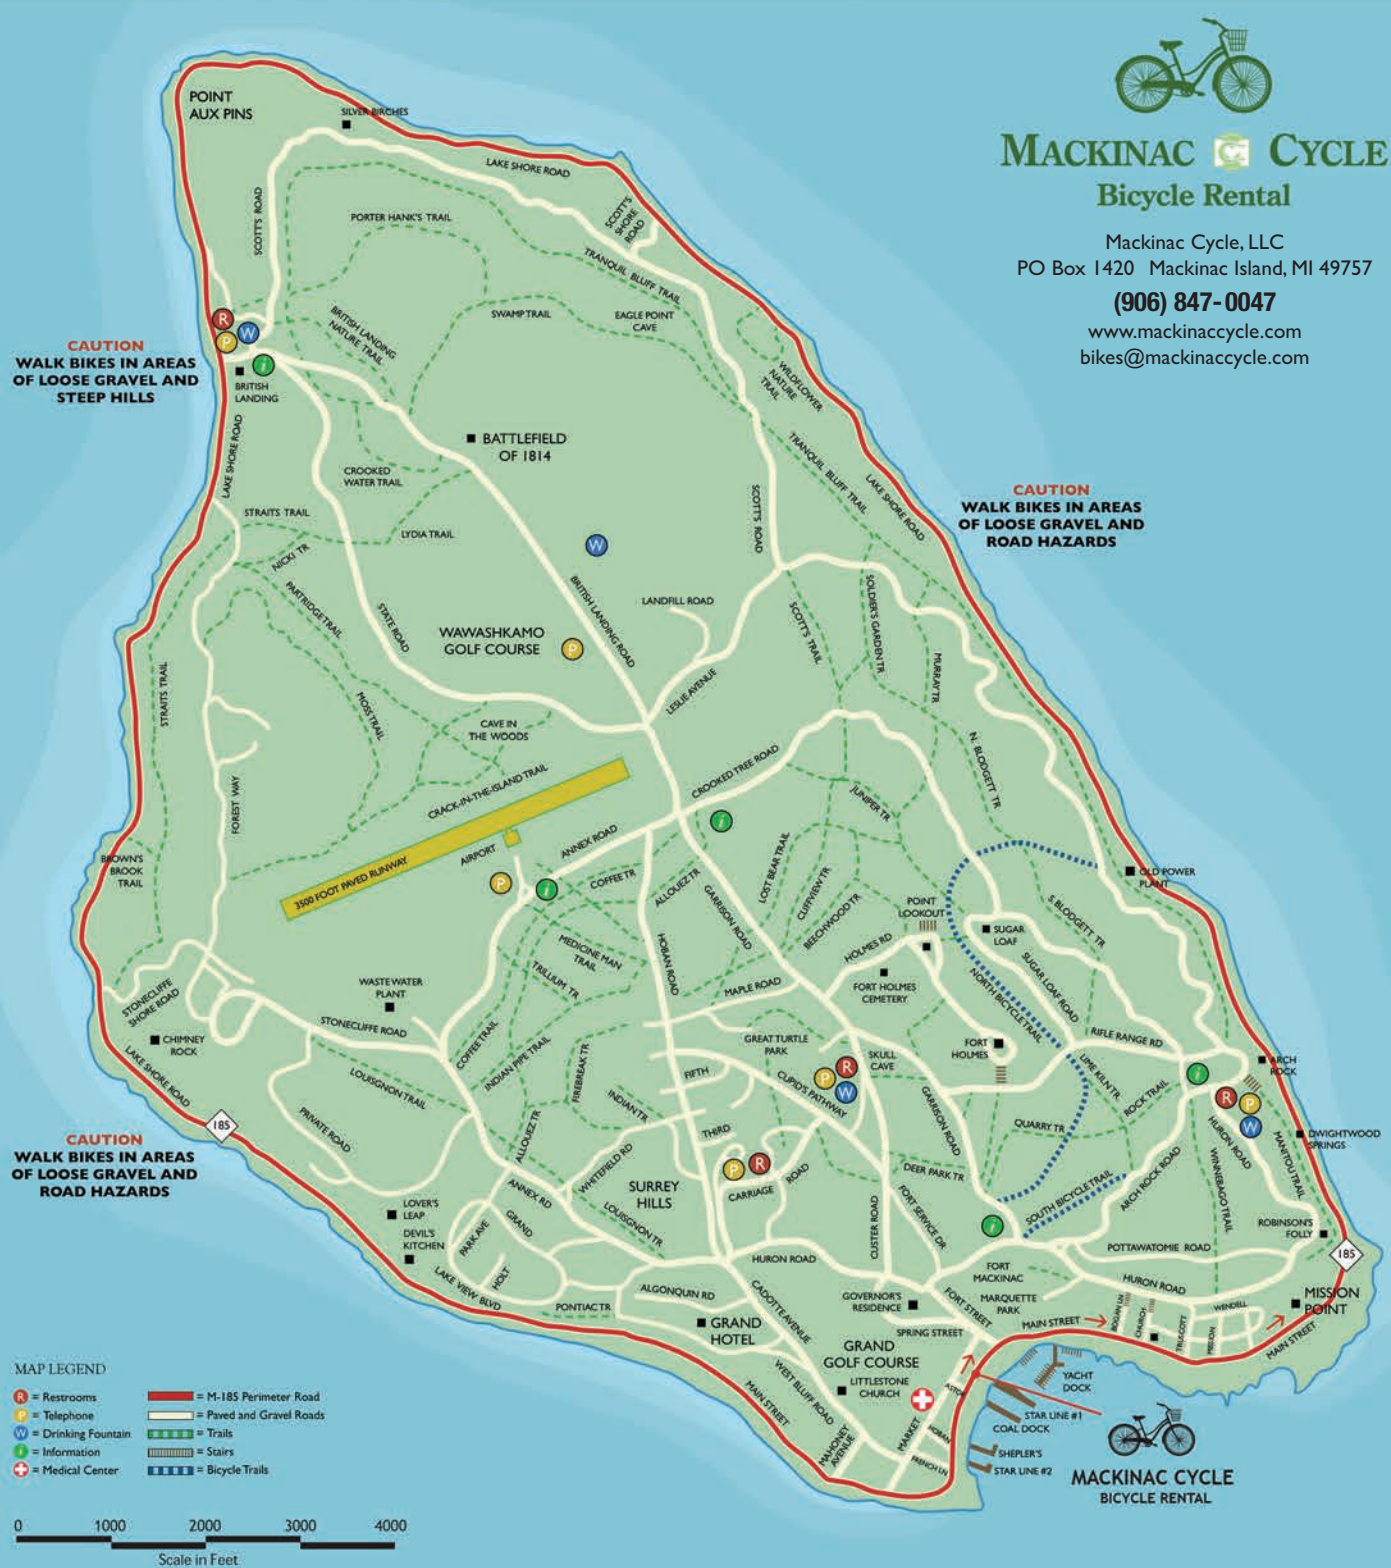 MACKINAC CYCLE
Bicycle Rental
Mackinac Cycle, LLC
PO Box 1420 Mackinac Island, MI 49757
(906) 847-0047
www.mackinaccycle.com
bikes@mackinaccycle.com
POINT
AUX PINS
SILVER BIRCHES
LAKE SHORE ROAD
SCOTT'S ROAD
SCOTT'S
SHORE
ROAD
PORTER HANK'S TRAIL
TRANQUIL BLUFF TRAIL
SWAMP TRAIL
EAGLE POINT
CAVE
BRITISH LANDING
NATURE TRAIL
R
P
W
i
CAUTION
WALK BIKES IN AREAS
OF LOOSE GRAVEL AND
STEEP HILLS
BRITISH
LANDING
WILDFLOWER
NATURE
TRAIL
LAKE SHORE ROAD
BATTLEFIELD
OF 1814
CROOKED
WATER TRAIL
TRANQUIL BLUFF TRAIL
LAKE SHORE ROAD
CAUTION
WALK BIKES IN AREAS
OF LOOSE GRAVEL AND
ROAD HAZARDS
STRAITS TRAIL
LYDIA TRAIL
NICKI TR
W
SCOTT'S ROAD
PARTRIDGE TRAIL
STATE ROAD
BRITISH LANDING ROAD
LANDFILL ROAD
SCOTT'S TRAIL
SOLDIER'S GARDEN TR
WAWASHKAMO
GOLF COURSE
P
MURRAY TR
LESLIE AVENUE
STRAITS TRAIL
MOSS TRAIL
CAVE IN
THE WOODS
N. BLODGETT TR
CROOKED TREE ROAD
CRACK-IN-THE-ISLAND TRAIL
FOREST WAY
JUNIPER TR
i
ANNEX ROAD
AIRPORT
3500 FOOT PAVED RUNWAY
BROWN'S
BROOK
TRAIL
P
i
COFFEE TR
ALLOUEZ TR
GARRISON ROAD
LOST BEAR TRAIL
CLIFFVIEW TR
BEECHWOOD TR
OLD POWER
PLANT
POINT
LOOKOUT
S BLODGETT TR
SUGAR
LOAF
HOLMES RD
MEDICINE MAN
TRAIL
TRILLIUM TR
HOBAN ROAD
SUGAR LOAF ROAD
NORTH BICYCLE TRAIL
FORT HOLMES
CEMETERY
MAPLE ROAD
WASTE WATER
PLANT
STONECLIFFE
SHORE ROAD
STONECLIFFE ROAD
CHIMNEY
ROCK
RIFLE RANGE RD
GREAT TURTLE
PARK
SKULL
CAVE
FORT
HOLMES
COFFEE TRAIL
INDIAN PIPE TRAIL
FIREBREAK TR
LAKE SHORE ROAD
LOUISGNON TRAIL
FIFTH
CUPID'S PATHWAY
R
P
W
LIME KILN TR
ROCK TRAIL
i
ARCH
ROCK
R
P
W
INDIAN TR
GARRISON ROAD
QUARRY TR
HURON ROAD
MANITOU TRAIL
DWIGHTWOOD
SPRINGS
185
PRIVATE ROAD
ALLOUEZ TR
THIRD
CAUTION
WALK BIKES IN AREAS
OF LOOSE GRAVEL AND
ROAD HAZARDS
WHITEFIELD RD
P
R
CARRIAGE
ROAD
DEER PARK TR
SOUTH BICYCLE TRAIL
ARCH ROCK ROAD
WINNEBAGO TRAIL
SURREY
HILLS
ANNEX RD
LOVER'S
LEAP
DEVIL'S
KITCHEN
GRAND
LOUISGNON TR
PARK AVE
FORT SERVICE DR
CUSTER ROAD
i
ROBINSON'S
FOLLY
HOLT
HURON ROAD
POTTAWATOMIE ROAD
185
LAKE VIEW BLVD
ALGONQUIN RD
CADOTTE AVENUE
FORT
MACKINAC
HURON ROAD
PONTIAC TR
GOVERNOR'S
RESIDENCE
FORT STREET
MARQUETTE
PARK
MISSION
POINT
GRAND
HOTEL
SPRING STREET
MAIN STREET
BOGAN LN
CHURCH
TRUSCOTT
MISSION
WENDELL
MAIN STREET
GRAND
GOLF COURSE
LITTLESTONE
CHURCH
MAIN STREET
WEST BLUFF ROAD
ASTOR
YACHT
DOCK
STAR LINE #1
COAL DOCK
MARKET
HOBAN
MAHONEY
AVENUE
FRENCH LN
SHEPLER'S
STAR LINE #2
MACKINAC CYCLE
BICYCLE RENTAL
MAP LEGEND
R = Restrooms
P = Telephone
W = Drinking Fountain
i = Information
= Medical Center
= M-185 Perimeter Road
= Paved and Gravel Roads
= Trails
= Stairs
= Bicycle Trails
0 1000 2000 3000 4000
Scale in Feet